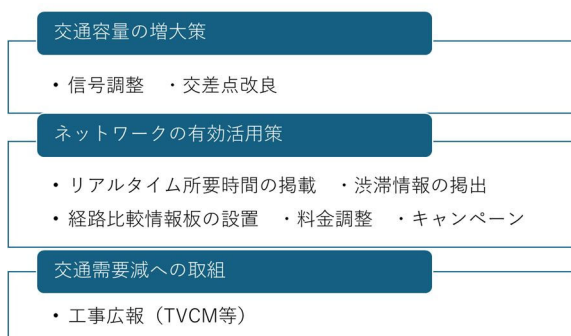 交通容量の増大策
• 信号調整　・交差点改良
ネットワークの有効活用策
• リアルタイム所要時間の掲載　・渋滞情報の掲出
• 経路比較情報板の設置　・料金調整　・キャンペーン
交通需要減への取組
• 工事広報（TVCM等）